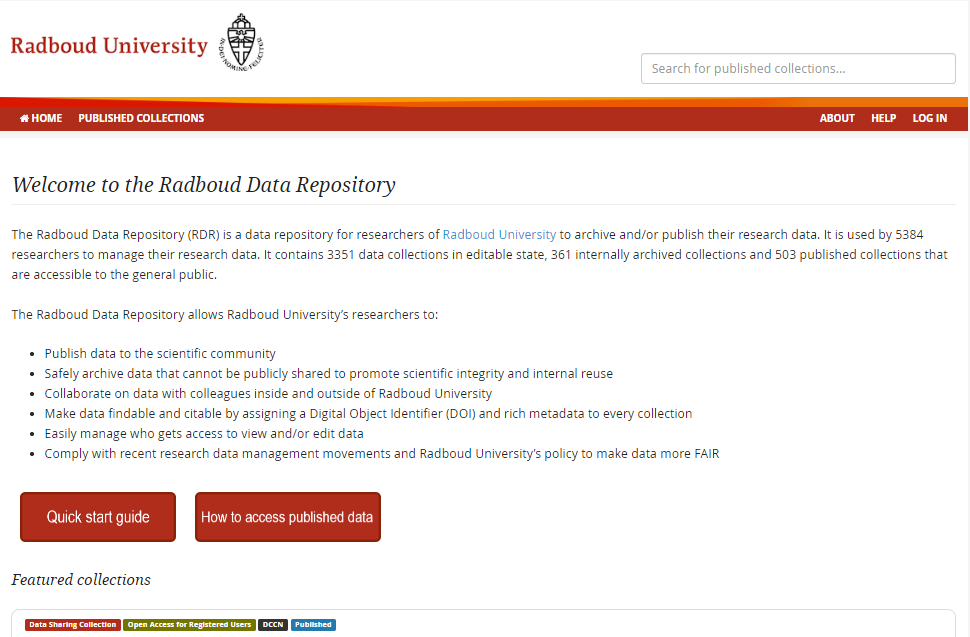 Radboud University
IN·DEI·NOMINE·FELICITER
Search for published collections...
HOME PUBLISHED COLLECTIONS ABOUT HELP LOG IN
Welcome to the Radboud Data Repository
The Radboud Data Repository (RDR) is a data repository for researchers of Radboud University to archive and/or publish their research data. It is used by 5384
researchers to manage their research data. It contains 3351 data collections in editable state, 361 internally archived collections and 503 published collections that
are accessible to the general public.
The Radboud Data Repository allows Radboud University's researchers to:
• Publish data to the scientific community
• Safely archive data that cannot be publicly shared to promote scientific integrity and internal reuse
• Collaborate on data with colleagues inside and outside of Radboud University
• Make data findable and citable by assigning a Digital Object Identifier (DOI) and rich metadata to every collection
• Easily manage who gets access to view and/or edit data
• Comply with recent research data management movements and Radboud University's policy to make data more FAIR
Quick start guide How to access published data
Featured collections
Data Sharing Collection Open Access for Registered Users DCCN Published